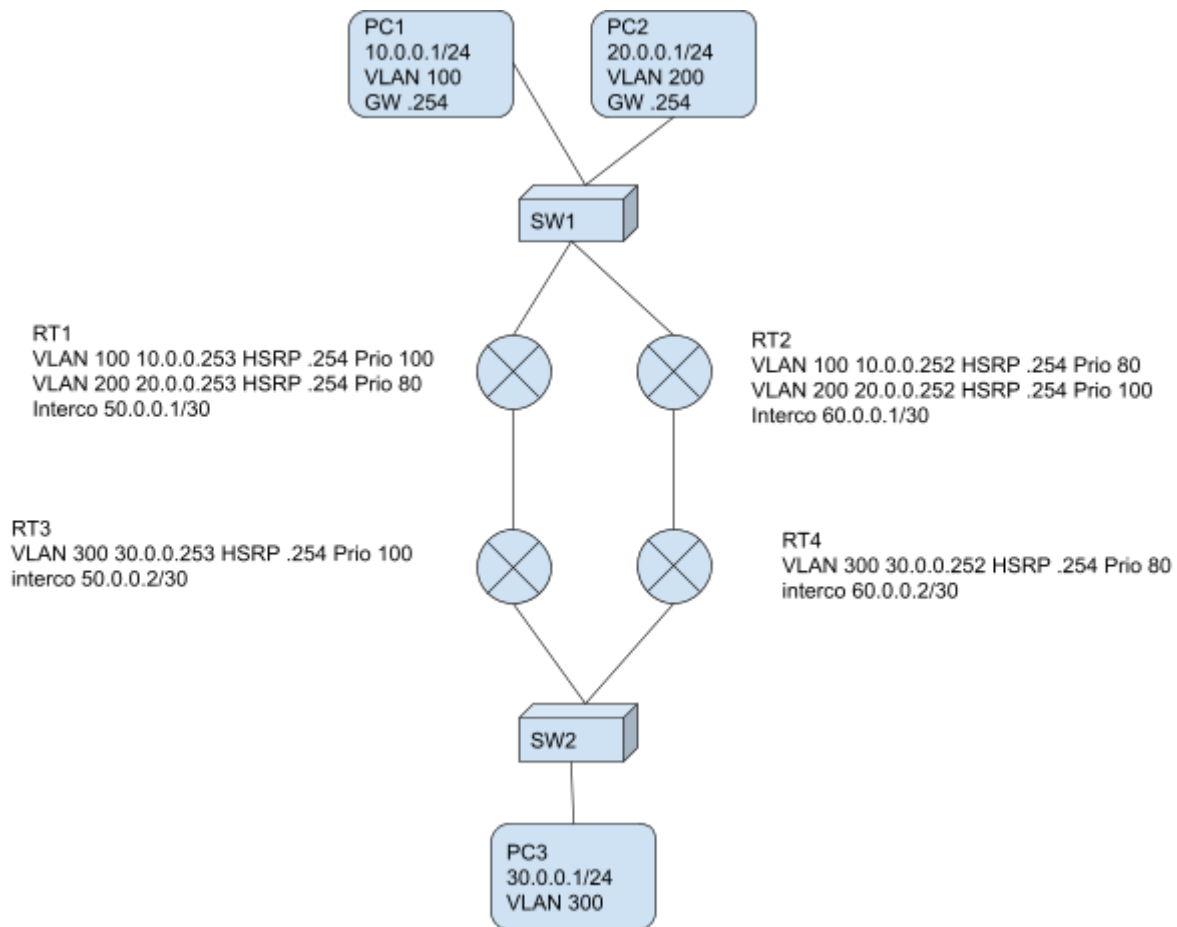 PC1
10.0.0.1/24
VLAN 100
GW .254
PC2
20.0.0.1/24
VLAN 200
GW .254
SW1
RT1
VLAN 100 10.0.0.253 HSRP .254 Prio 100
VLAN 200 20.0.0.253 HSRP .254 Prio 80
Interco 50.0.0.1/30
RT2
VLAN 100 10.0.0.252 HSRP .254 Prio 80
VLAN 200 20.0.0.252 HSRP .254 Prio 100
Interco 60.0.0.1/30
RT3
VLAN 300 30.0.0.253 HSRP .254 Prio 100
interco 50.0.0.2/30
RT4
VLAN 300 30.0.0.252 HSRP .254 Prio 80
interco 60.0.0.2/30
SW2
PC3
30.0.0.1/24
VLAN 300